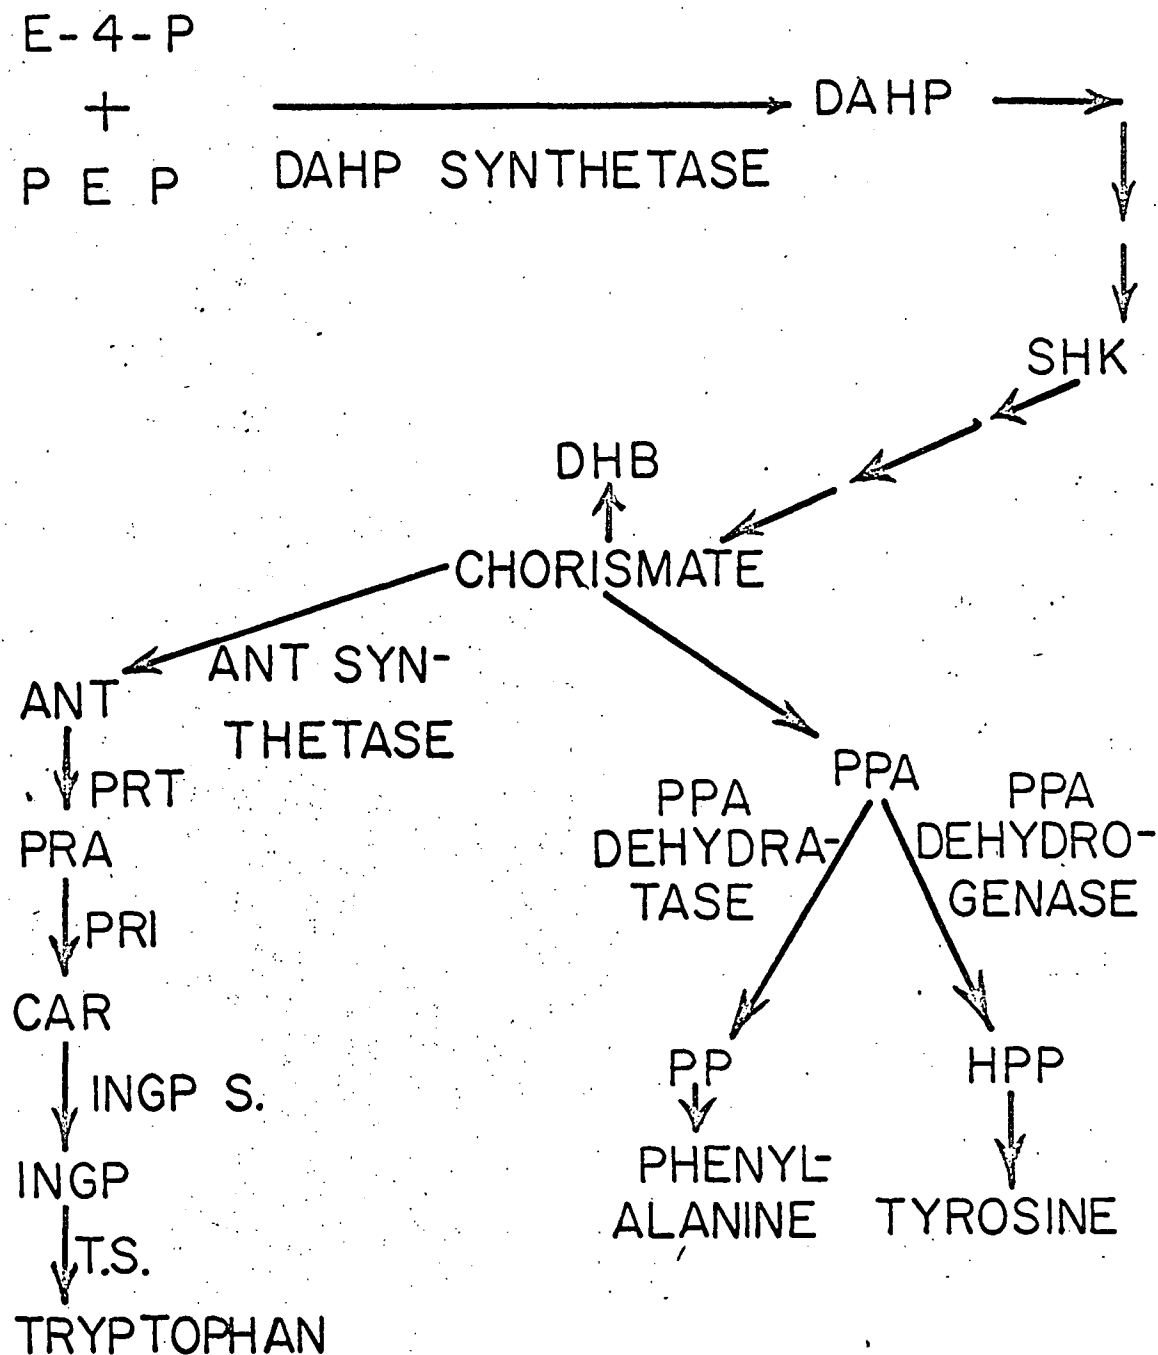 E-4-P
+
P E P
DAHP SYNTHETASE
DAHP
SHK
DHB
CHORISMATE
ANT SYN-
THETASE
ANT
PRT
PRA
PRI
CAR
INGP S.
INGP
T.S.
TRYPTOPHAN
PPA
PPA
DEHYDRA-
TASE
PPA
DEHYDRO-
GENASE
PP
PHENYL-
ALANINE
HPP
TYROSINE